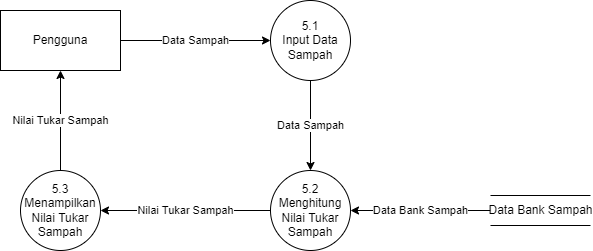 Pengguna
Data Sampah
5.1
Input Data
Sampah
Nilai Tukar Sampah
Data Sampah
5.3
Menampilkan
Nilai Tukar
Sampah
Nilai Tukar Sampah
5.2
Menghitung
Nilai Tukar
Sampah
Data Bank Sampah
Data Bank Sampah